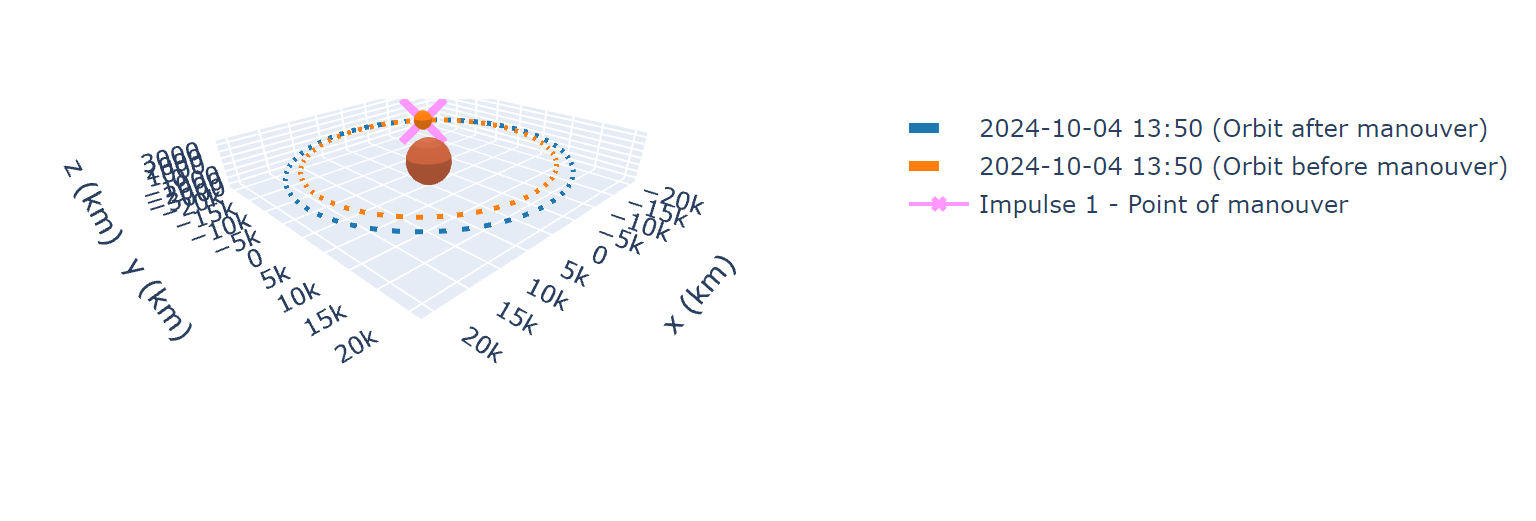 2024-10-04 13:50 (Orbit after manouver)
2024-10-04 13:50 (Orbit before manouver)
Impulse 1 - Point of manouver
3000
z (km)
−15k
−10k
−5k
0
5k
10k
15k
20k
y (km)
−20k
−15k
−10k
−5k
0
5k
10k
15k
20k
x (km)